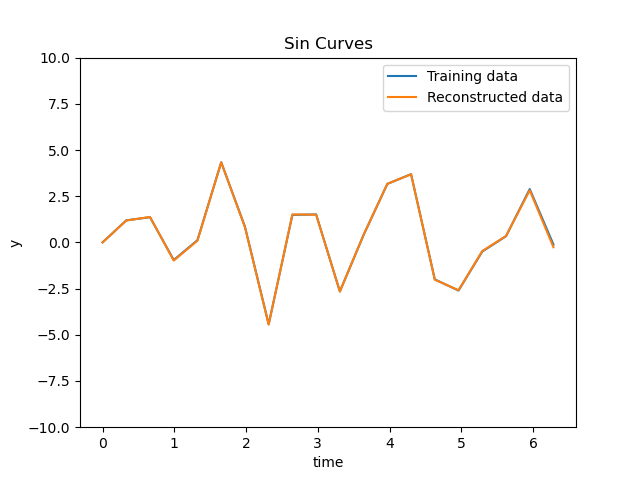 Sin Curves
10.0
7.5
5.0
2.5
0.0
−2.5
−5.0
−7.5
−10.0
y
Training data
Reconstructed data
0 1 2 3 4 5 6
time